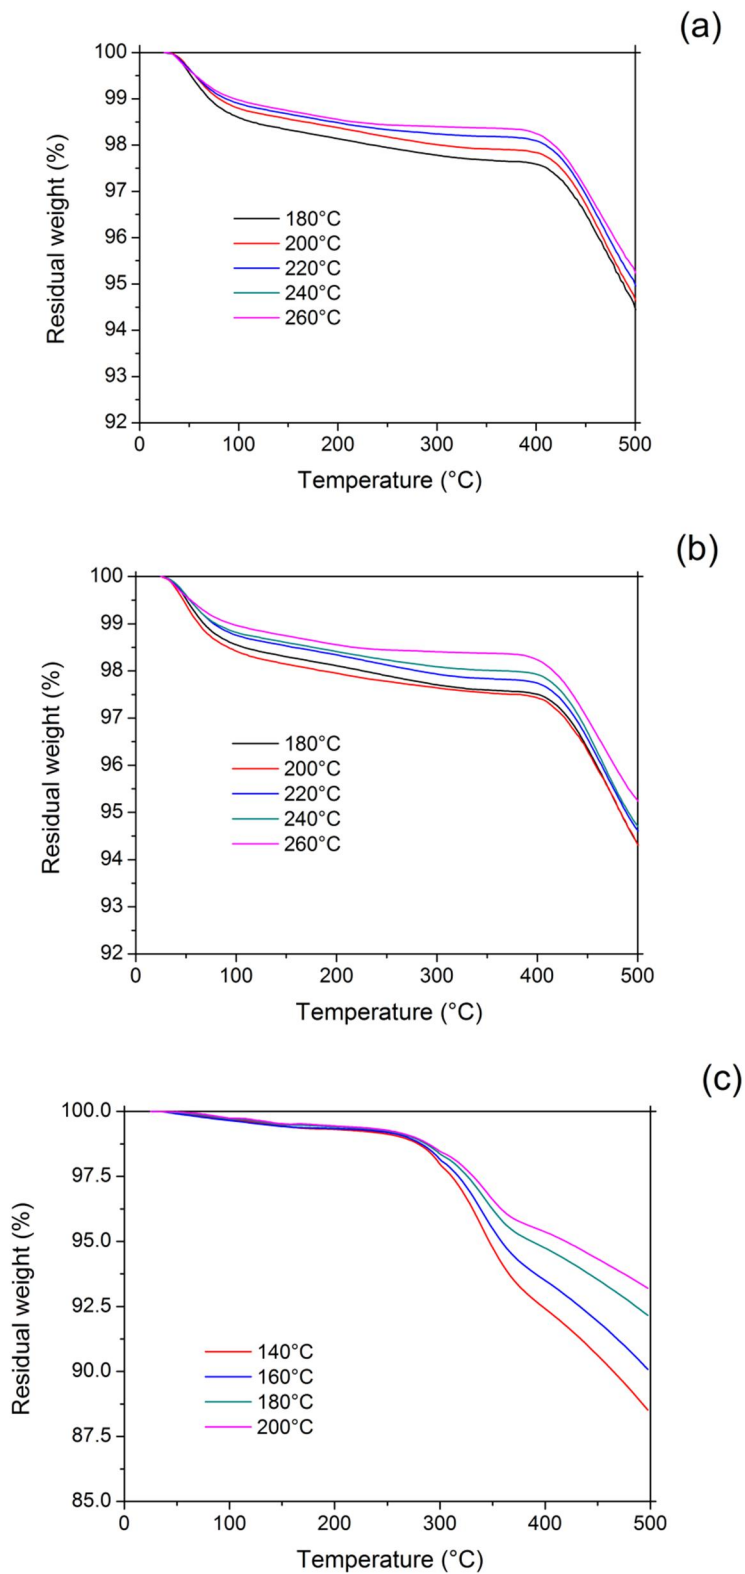 (a)
100
99
98
97
96
95
94
93
92
Residual weight (%)
180°C
200°C
220°C
240°C
260°C
0 100 200 300 400 500
Temperature (°C)
(b)
100
99
98
97
96
95
94
93
92
Residual weight (%)
180°C
200°C
220°C
240°C
260°C
0 100 200 300 400 500
Temperature (°C)
(c)
100.0
97.5
95.0
92.5
90.0
87.5
85.0
Residual weight (%)
140°C
160°C
180°C
200°C
0 100 200 300 400 500
Temperature (°C)